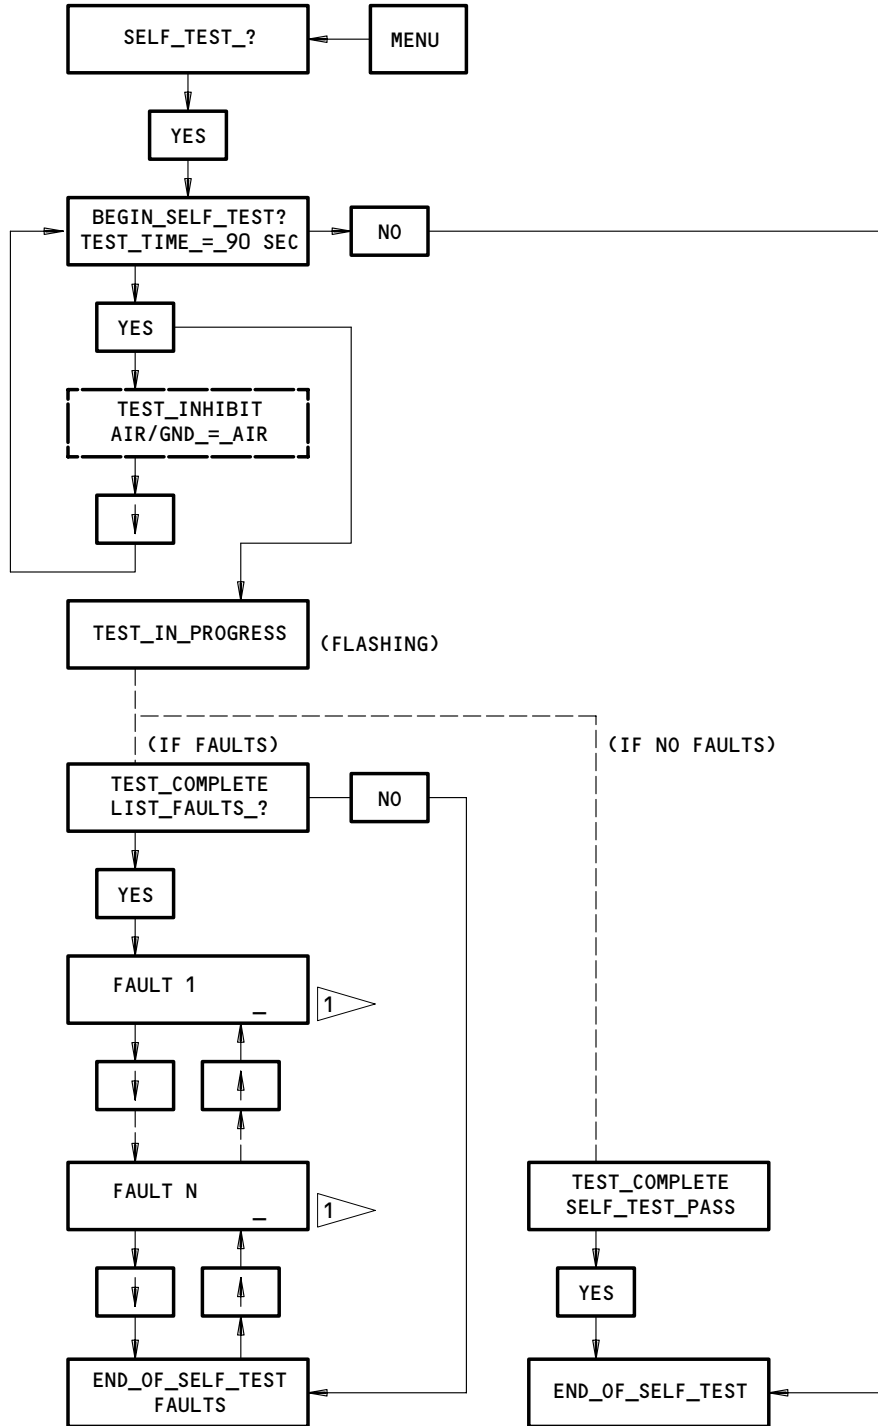 SELF_TEST_?
MENU
YES
BEGIN_SELF_TEST?
TEST_TIME_=_90 SEC
NO
YES
TEST_INHIBIT
AIR/GND_=_AIR
TEST_IN_PROGRESS
(FLASHING)
(IF FAULTS)
(IF NO FAULTS)
TEST_COMPLETE
LIST_FAULTS_?
NO
YES
FAULT 1
_
1
FAULT N
_
1
TEST_COMPLETE
SELF_TEST_PASS
YES
END_OF_SELF_TEST
FAULTS
END_OF_SELF_TEST